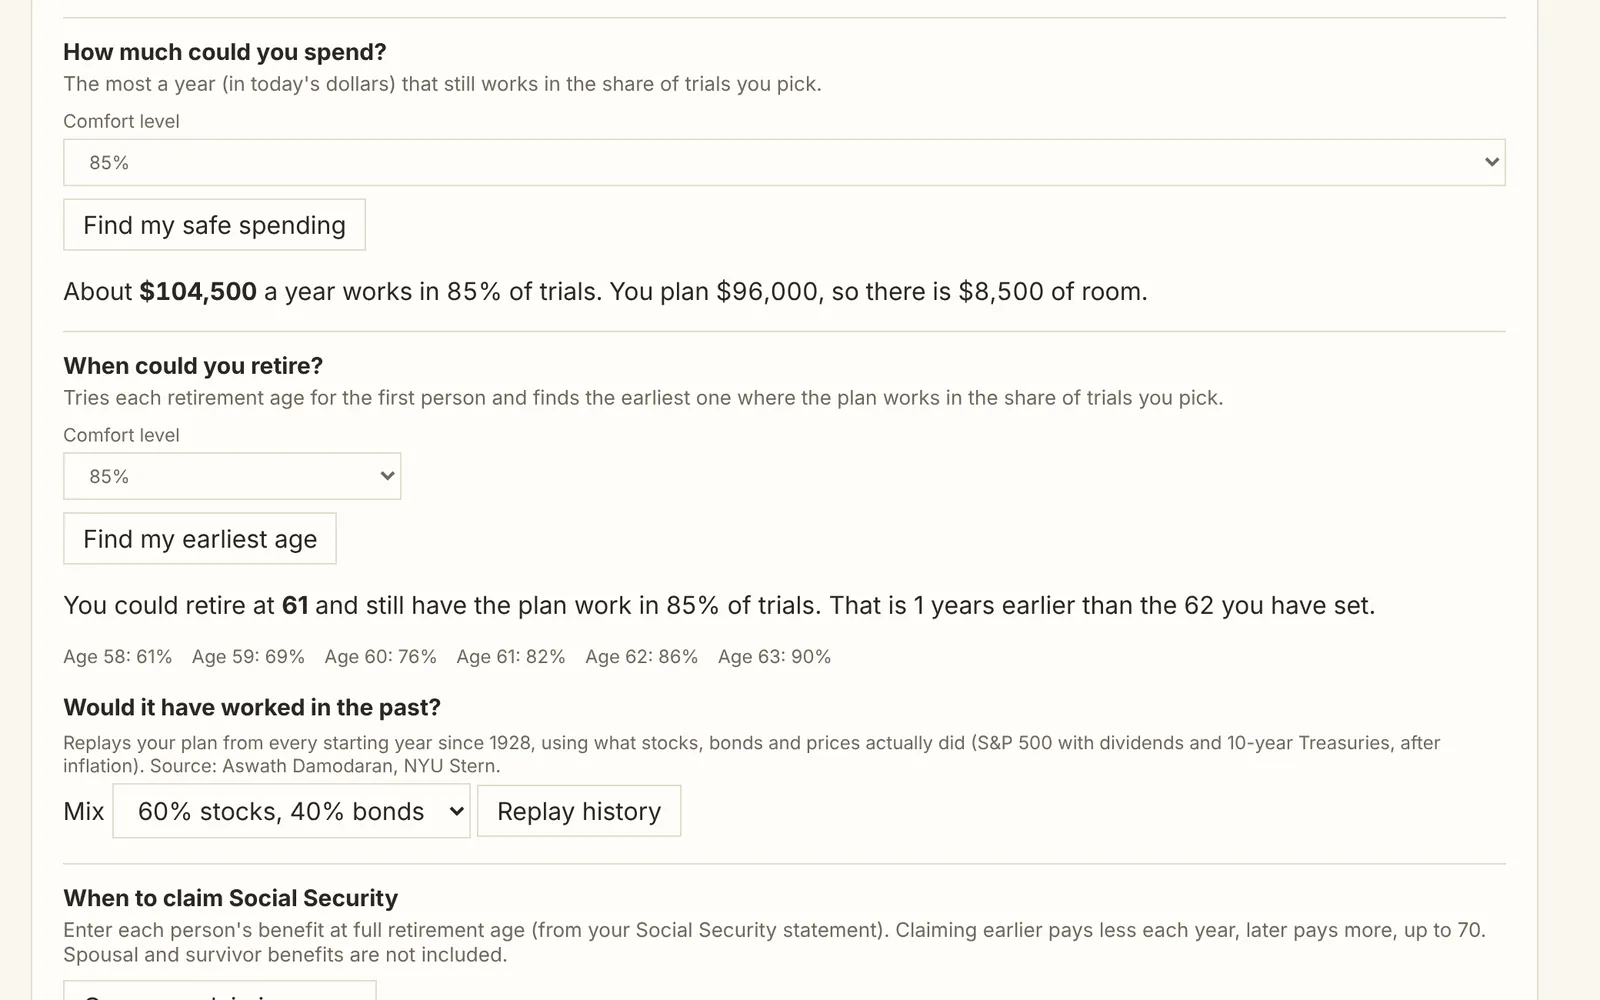 How much could you spend?
The most a year (in today's dollars) that still works in the share of trials you pick.
Comfort level
85%
Find my safe spending
About $104,500 a year works in 85% of trials. You plan $96,000, so there is $8,500 of room.
When could you retire?
Tries each retirement age for the first person and finds the earliest one where the plan works in the share of trials you pick.
Comfort level
85%
Find my earliest age
You could retire at 61 and still have the plan work in 85% of trials. That is 1 years earlier than the 62 you have set.
Age 58: 61% Age 59: 69% Age 60: 76% Age 61: 82% Age 62: 86% Age 63: 90%
Would it have worked in the past?
Replays your plan from every starting year since 1928, using what stocks, bonds and prices actually did (S&P 500 with dividends and 10-year Treasuries, after
inflation). Source: Aswath Damodaran, NYU Stern.
Mix 60% stocks, 40% bonds Replay history
When to claim Social Security
Enter each person's benefit at full retirement age (from your Social Security statement). Claiming earlier pays less each year, later pays more, up to 70.
Spousal and survivor benefits are not included.